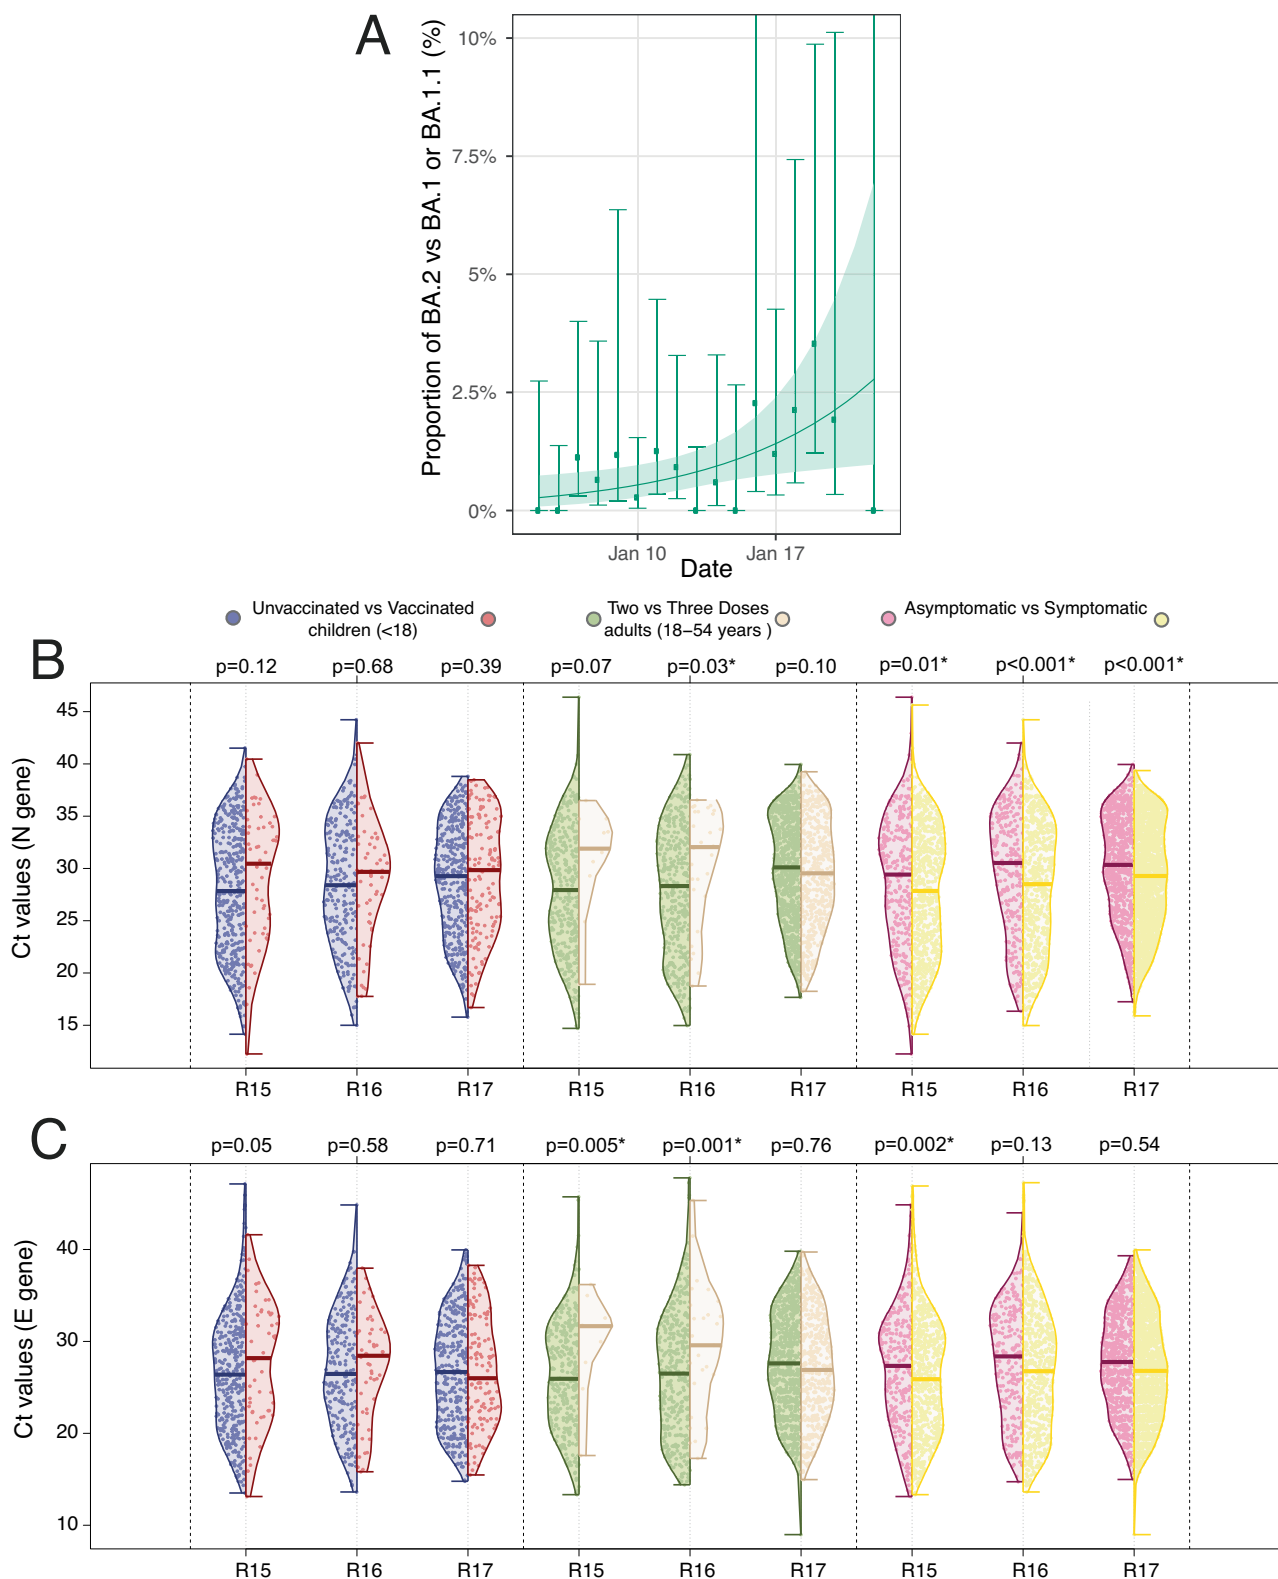 A
Proportion of BA.2 vs BA.1 or BA.1.1 (%)
10%
7.5%
5%
2.5%
0%
Jan 10 Jan 17
Date
Unvaccinated vs Vaccinated
children (<18)
Two vs Three Doses
adults (18–54 years )
Asymptomatic vs Symptomatic
B
p=0.12 p=0.68 p=0.39 p=0.07 p=0.03* p=0.10 p=0.01* p<0.001* p<0.001*
Ct values (N gene)
45
40
35
30
25
20
15
R15 R16 R17 R15 R16 R17 R15 R16 R17
C
p=0.05 p=0.58 p=0.71 p=0.005* p=0.001* p=0.76 p=0.002* p=0.13 p=0.54
Ct values (E gene)
40
30
20
10
R15 R16 R17 R15 R16 R17 R15 R16 R17